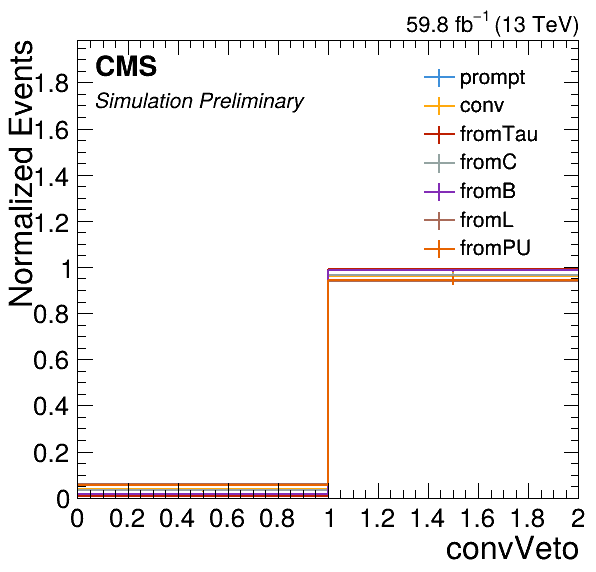 59.8 fb⁻¹ (13 TeV)
CMS
Simulation Preliminary
Normalized Events
1.8
1.6
1.4
1.2
1
0.8
0.6
0.4
0.2
0
prompt
conv
fromTau
fromC
fromB
fromL
fromPU
0 0.2 0.4 0.6 0.8 1 1.2 1.4 1.6 1.8 2
convVeto